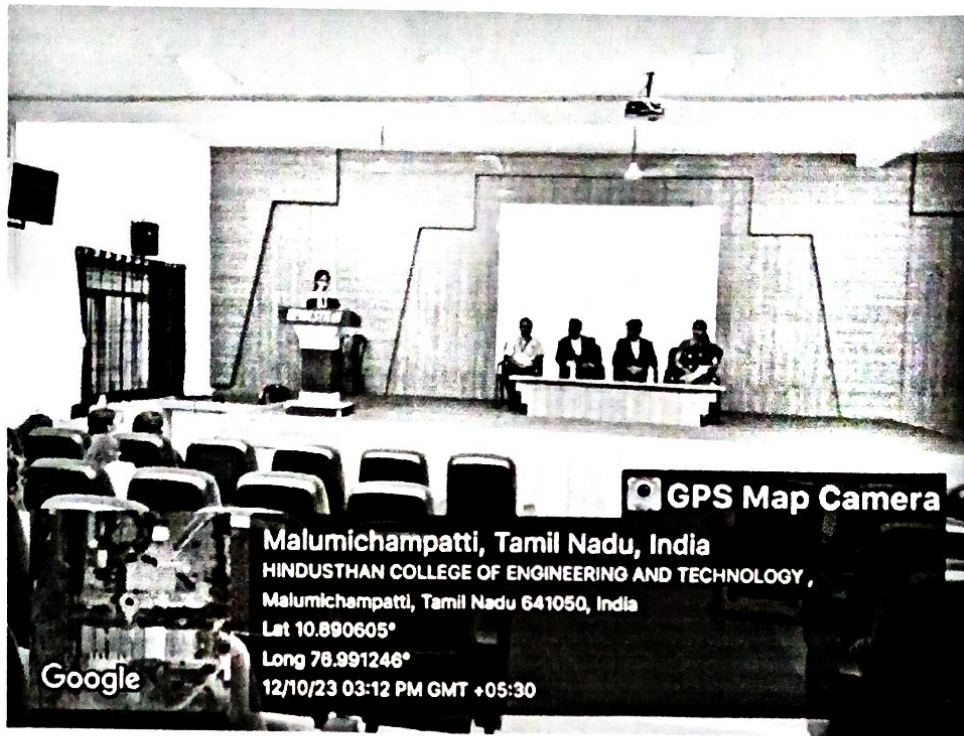 GPS Map Camera
Malumichampatti, Tamil Nadu, India
HINDUSTHAN COLLEGE OF ENGINEERING AND TECHNOLOGY ,
Malumichampatti, Tamil Nadu 641050, India
Lat 10.890605°
Long 76.991246°
12/10/23 03:12 PM GMT +05:30
Google